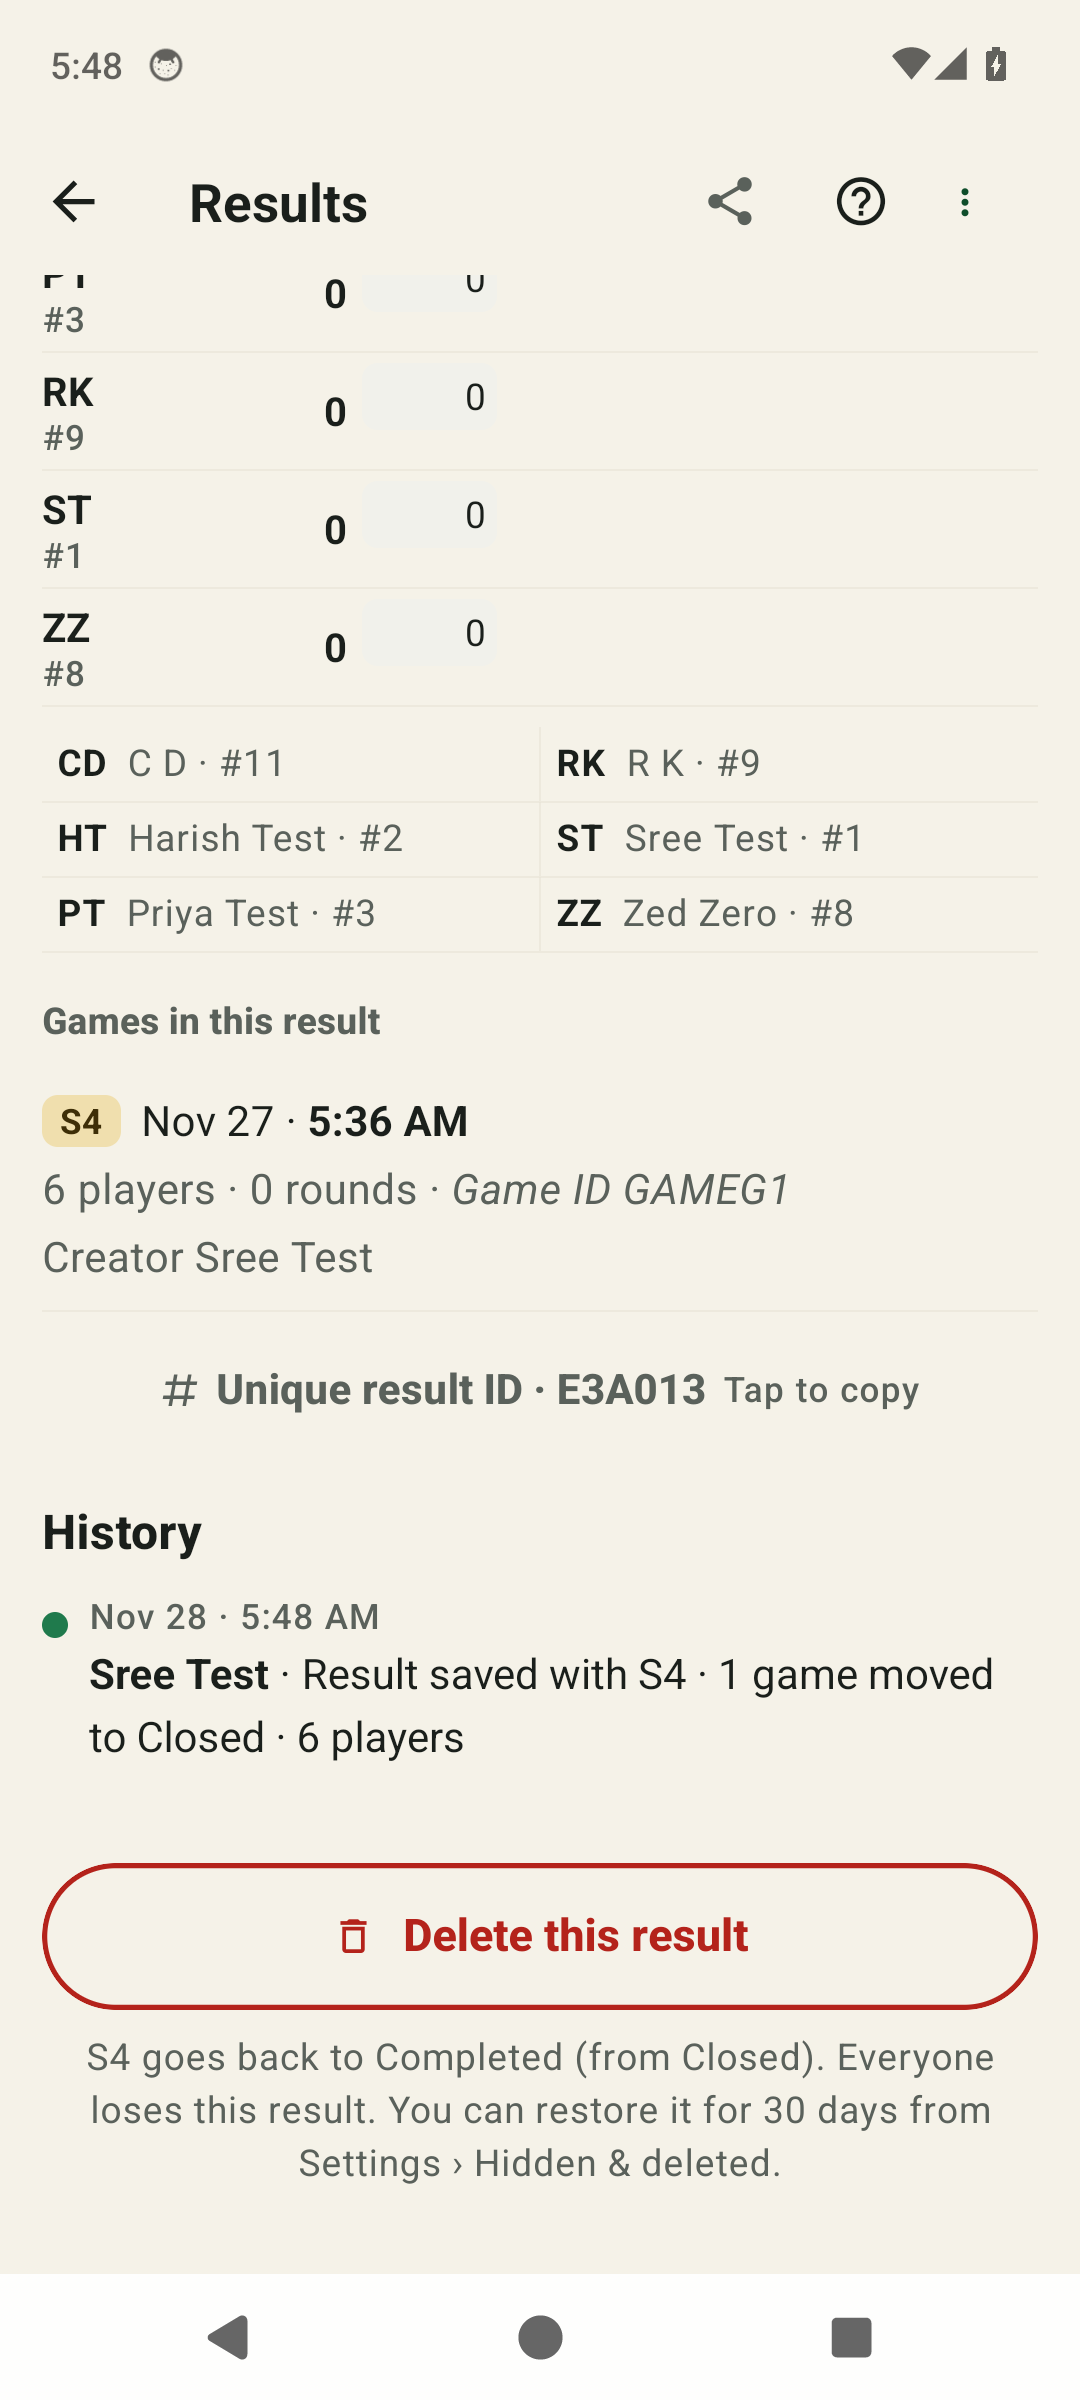 5:48
Results
PT
0 0
#3
RK
0 0
#9
ST
0 0
#1
ZZ
0 0
#8
CD C D · #11
RK R K · #9
HT Harish Test · #2
ST Sree Test · #1
PT Priya Test · #3
ZZ Zed Zero · #8
Games in this result
S4 Nov 27 · 5:36 AM
6 players · 0 rounds · Game ID GAMEG1
Creator Sree Test
# Unique result ID · E3A013 Tap to copy
History
Nov 28 · 5:48 AM
Sree Test · Result saved with S4 · 1 game moved
to Closed · 6 players
Delete this result
S4 goes back to Completed (from Closed). Everyone
loses this result. You can restore it for 30 days from
Settings › Hidden & deleted.